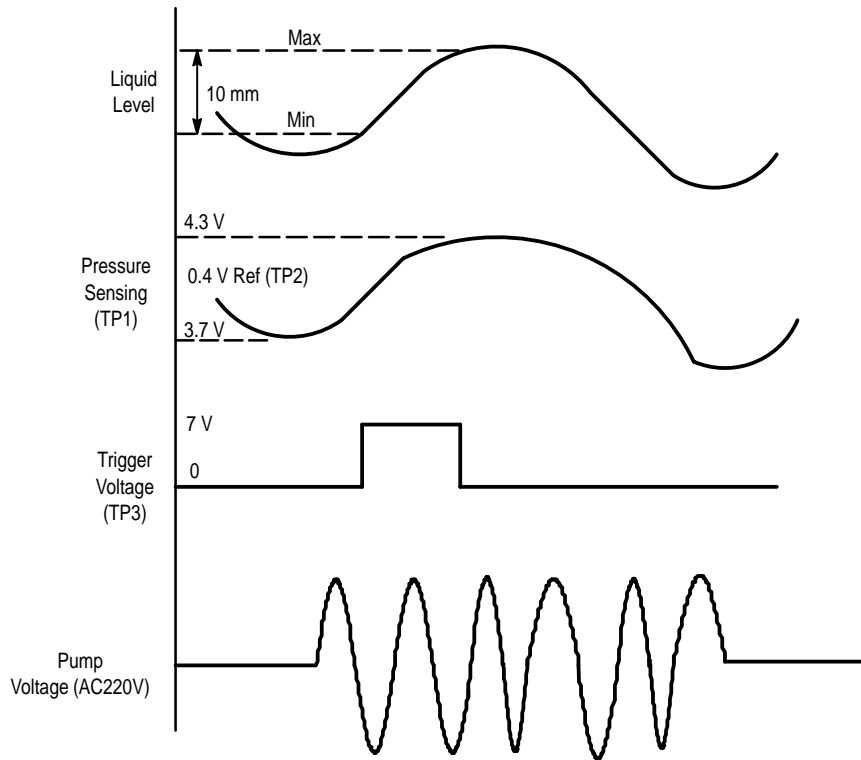 Max
Liquid
Level
10 mm
Min
4.3 V
Pressure
Sensing
(TP1)
0.4 V Ref (TP2)
3.7 V
7 V
Trigger
Voltage
(TP3)
0
Pump
Voltage (AC220V)